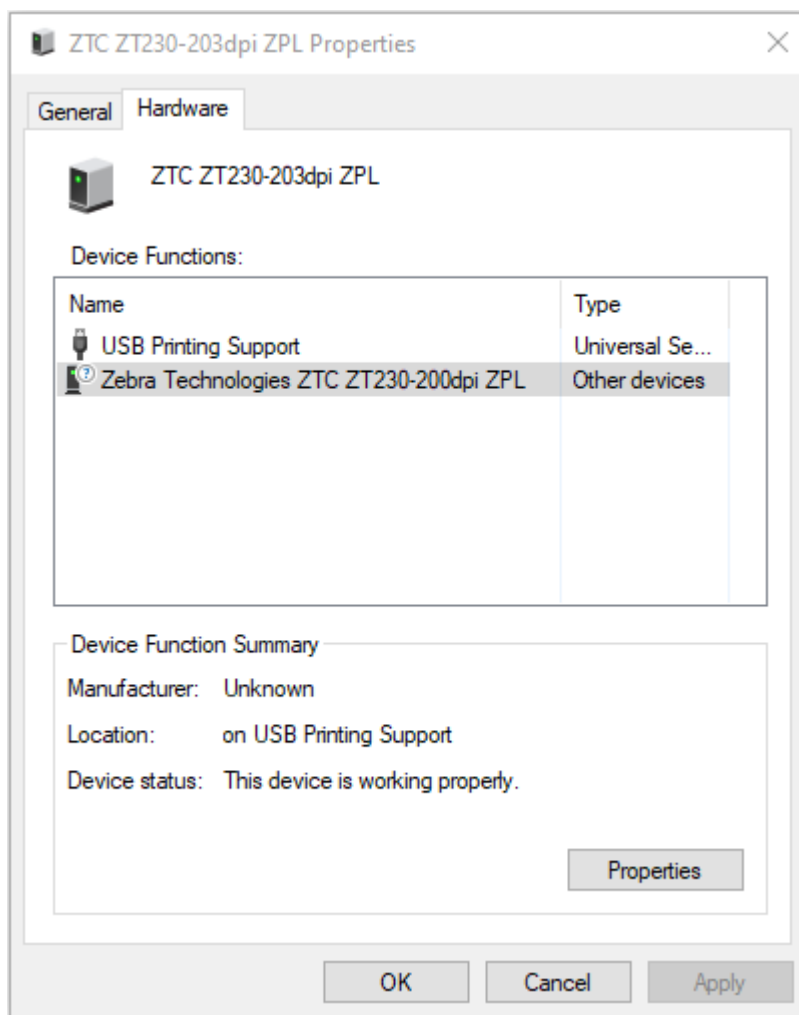 ZTC ZT230-203dpi ZPL Properties
General Hardware
ZTC ZT230-203dpi ZPL
Device Functions:
Name Type
USB Printing Support Universal Se...
Zebra Technologies ZTC ZT230-200dpi ZPL Other devices
Device Function Summary
Manufacturer: Unknown
Location: on USB Printing Support
Device status: This device is working properly.
Properties
OK Cancel Apply